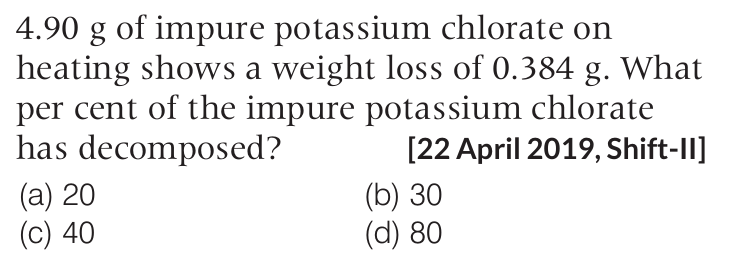 4.90 g of impure potassium chlorate on
heating shows a weight loss of 0.384 g. What
per cent of the impure potassium chlorate
has decomposed? [22 April 2019, Shift-II]
(a) 20 (b) 30
(c) 40 (d) 80